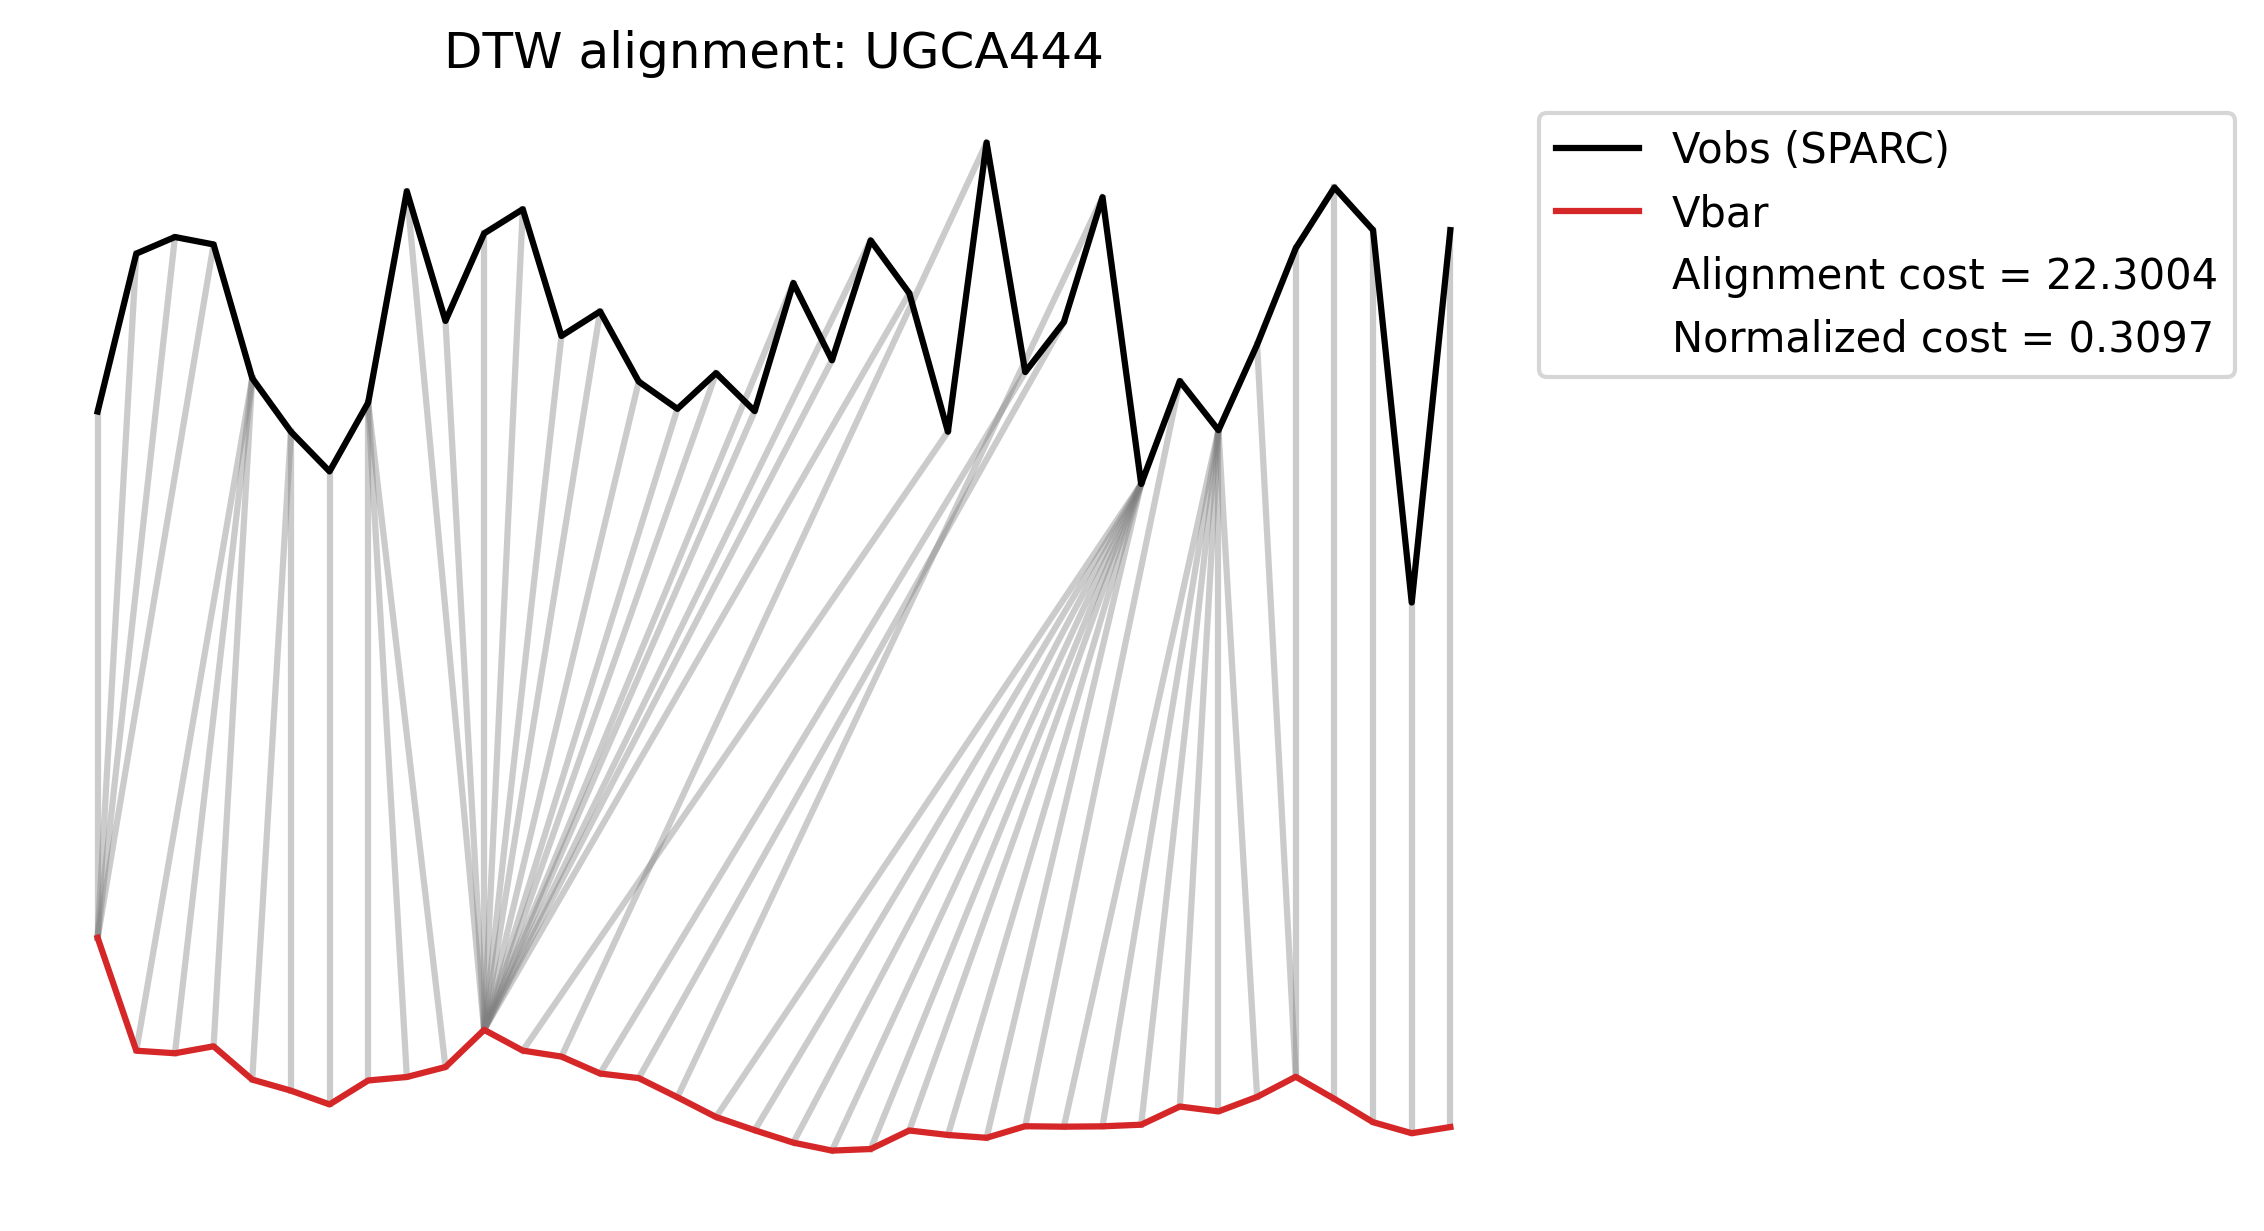 DTW alignment: UGCA444
Vobs (SPARC)
Vbar
Alignment cost = 22.3004
Normalized cost = 0.3097